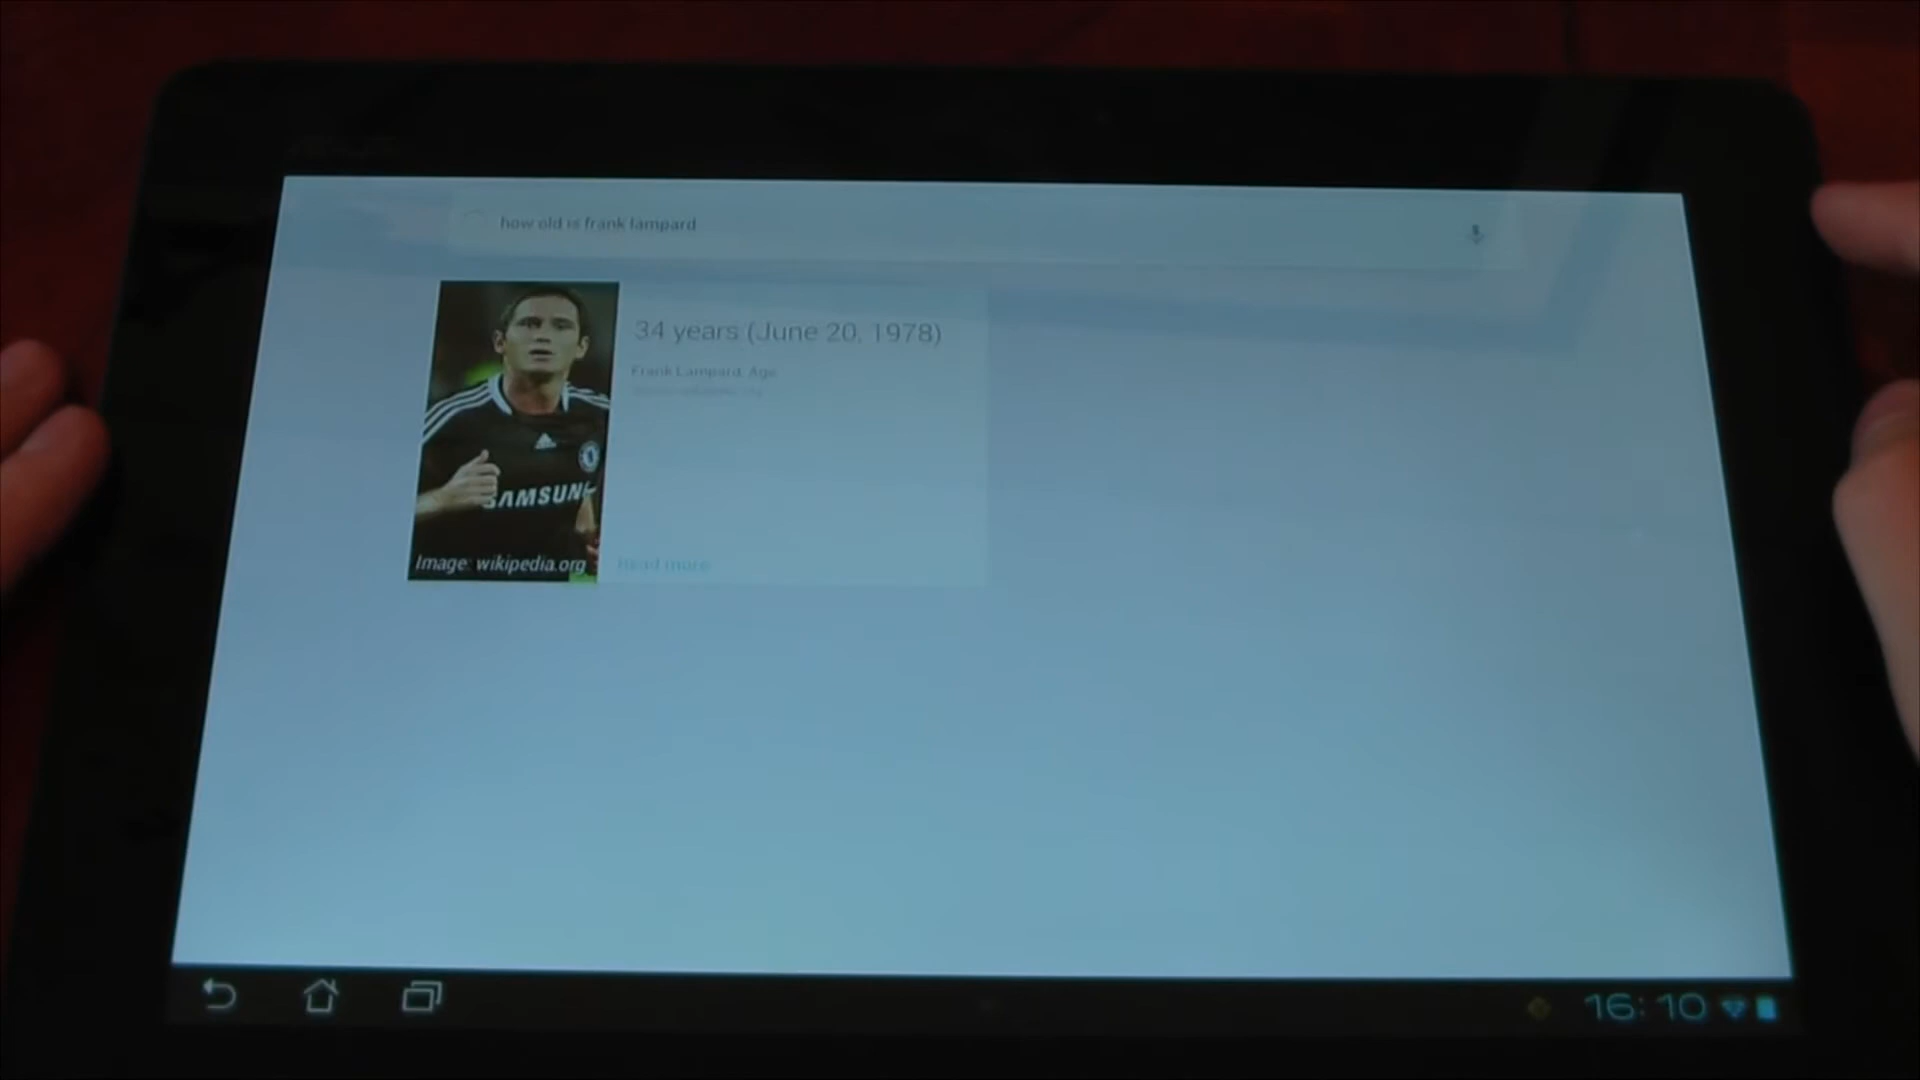 how old is frank lampard
34 years (June 20, 1978)
Frank Lampard, Age
SAMSUN
Image: wikipedia.org
Read more
16:10